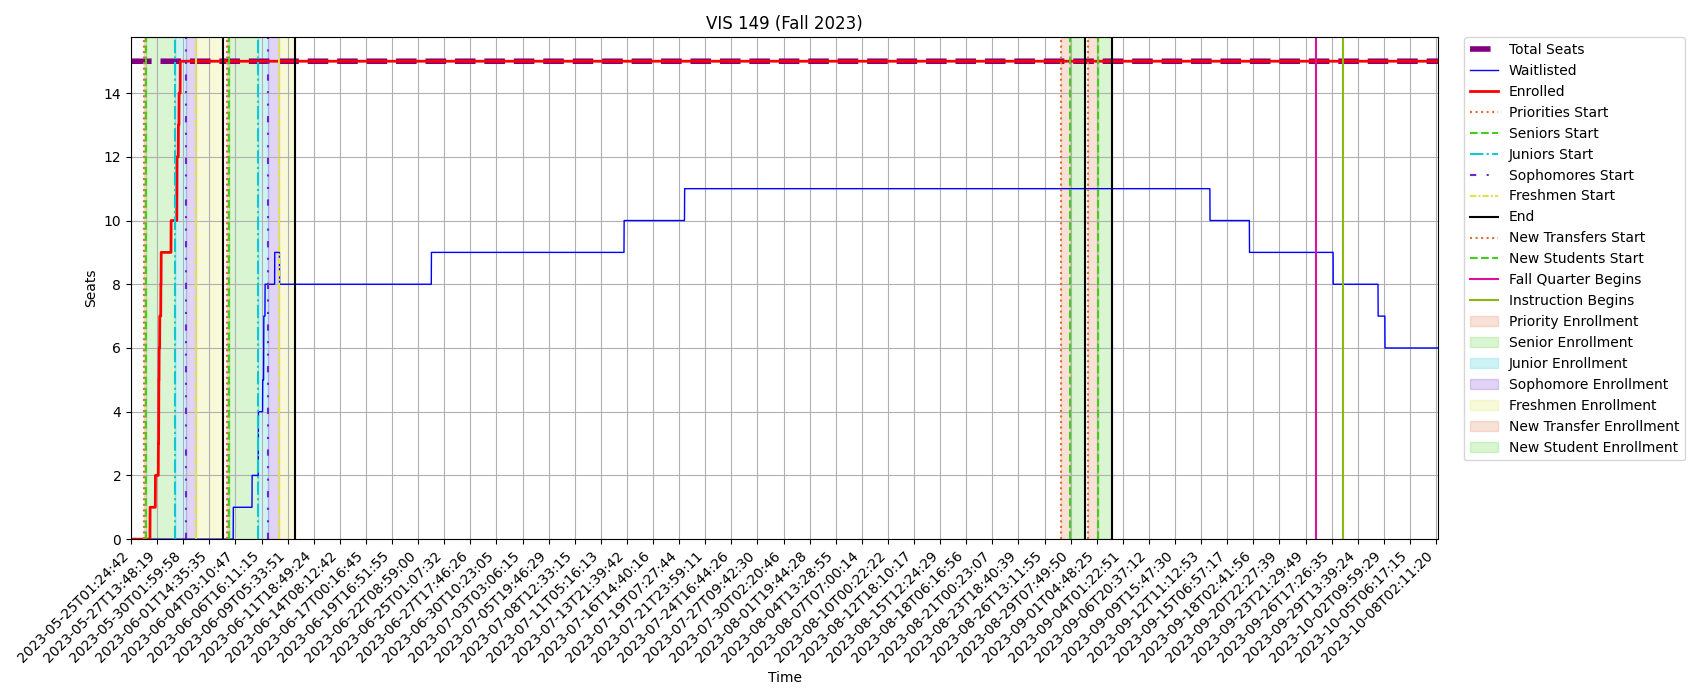 VIS 149 (Fall 2023)
Seats
14
12
10
8
6
4
2
0
2023-05-25T01:24:42
2023-05-27T13:48:19
2023-05-30T01:59:58
2023-06-01T14:35:35
2023-06-04T03:10:47
2023-06-06T16:11:15
2023-06-09T05:33:51
2023-06-11T18:49:24
2023-06-14T08:12:42
2023-06-17T00:16:45
2023-06-19T16:51:55
2023-06-22T08:59:00
2023-06-25T01:07:32
2023-06-27T17:46:26
2023-06-30T10:23:05
2023-07-03T03:06:15
2023-07-05T19:46:29
2023-07-08T12:33:15
2023-07-11T05:16:13
2023-07-13T21:39:42
2023-07-16T14:40:16
2023-07-19T07:27:44
2023-07-21T23:59:11
2023-07-24T16:44:26
2023-07-27T09:42:30
2023-07-30T02:20:46
2023-08-01T19:44:28
2023-08-04T13:28:55
2023-08-07T07:00:14
2023-08-10T00:22:22
2023-08-12T18:10:17
2023-08-15T12:24:29
2023-08-18T06:16:56
2023-08-21T00:23:07
2023-08-23T18:40:39
2023-08-26T13:11:55
2023-08-29T07:49:50
2023-09-01T04:48:25
2023-09-04T01:22:51
2023-09-06T20:37:12
2023-09-09T15:47:30
2023-09-12T11:12:53
2023-09-15T06:57:17
2023-09-18T02:41:56
2023-09-20T22:27:39
2023-09-23T21:29:49
2023-09-26T17:26:35
2023-09-29T13:39:24
2023-10-02T09:59:29
2023-10-05T06:17:15
2023-10-08T02:11:20
Time
Total Seats
Waitlisted
Enrolled
Priorities Start
Seniors Start
Juniors Start
Sophomores Start
Freshmen Start
End
New Transfers Start
New Students Start
Fall Quarter Begins
Instruction Begins
Priority Enrollment
Senior Enrollment
Junior Enrollment
Sophomore Enrollment
Freshmen Enrollment
New Transfer Enrollment
New Student Enrollment